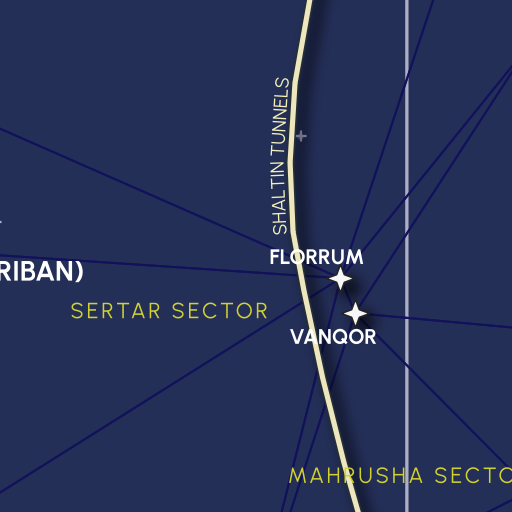 SHALTIN TUNNELS
FLORRUM
RIBAN)
SERTAR SECTOR
VANQOR
MAHRUSHA SECTO